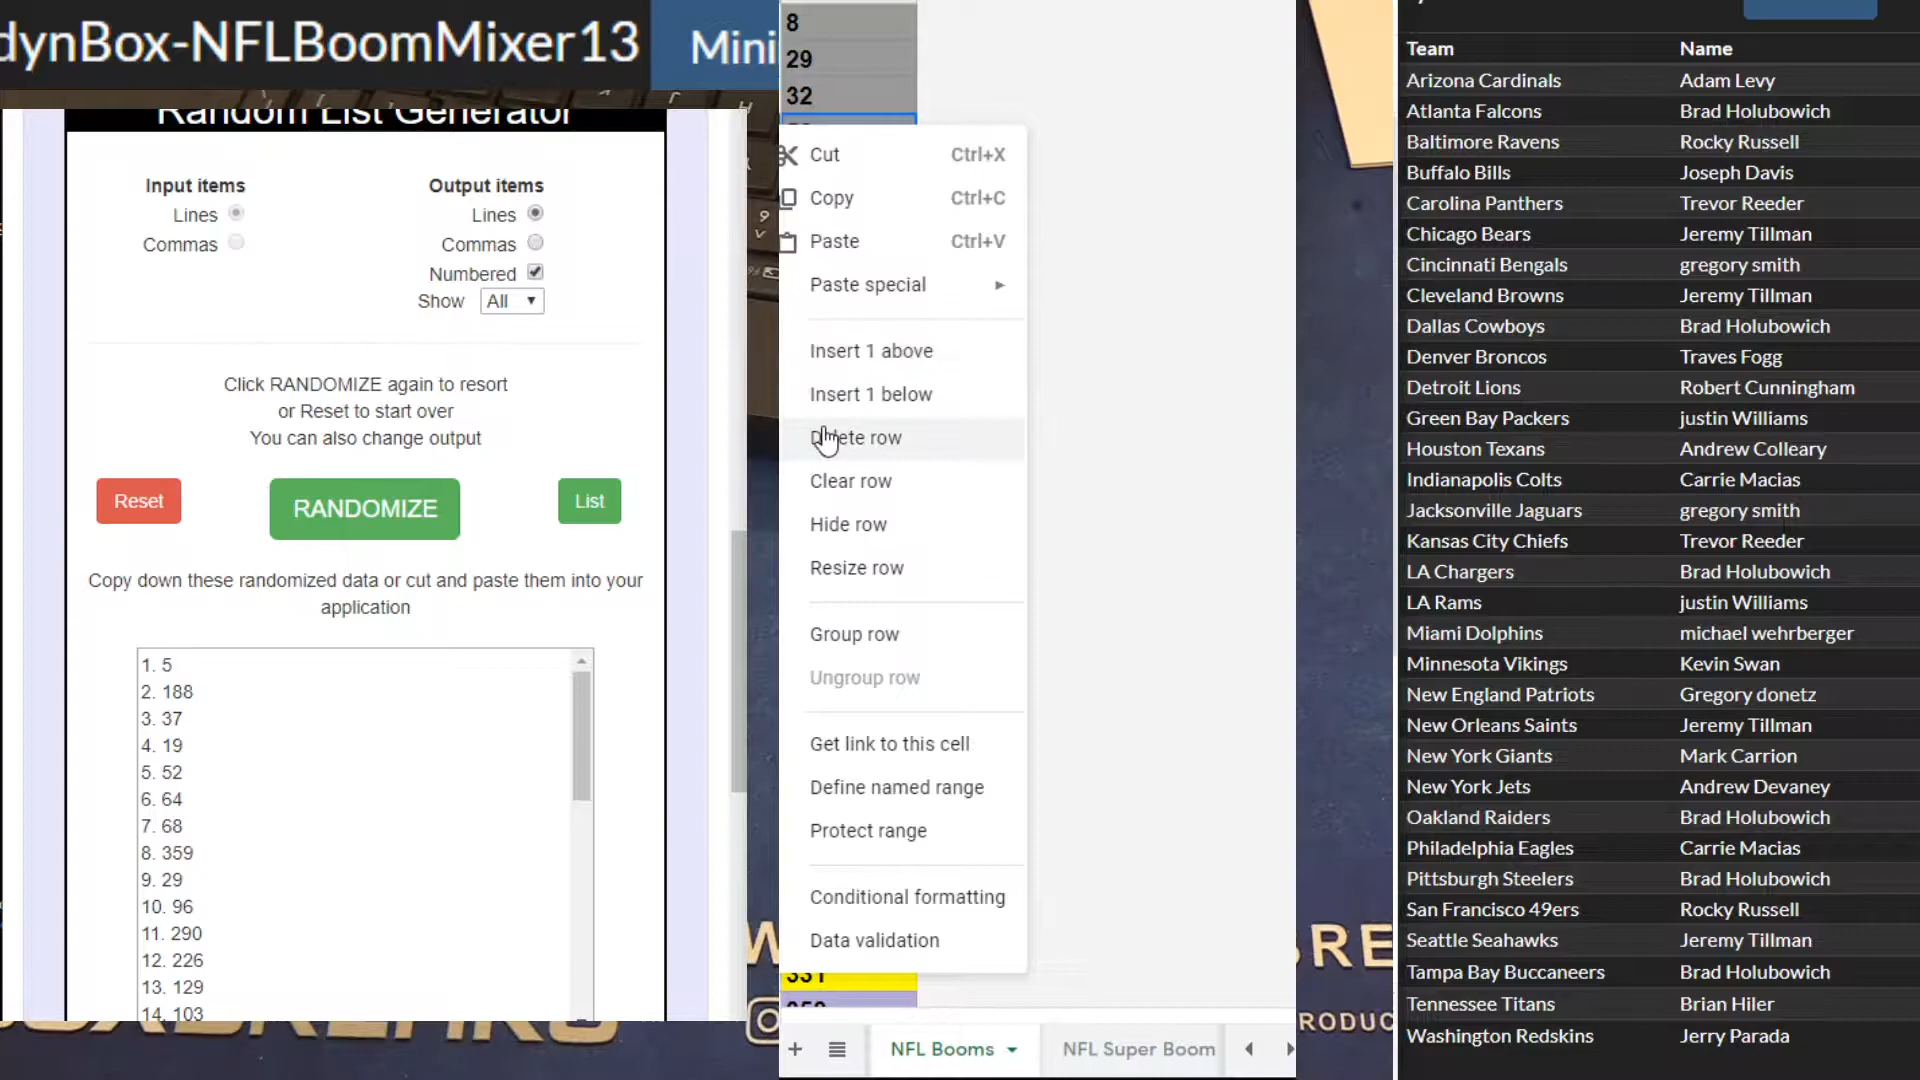 dynBox-NFLBoomMixer13
Mini
Random List Generator
Input items
Lines
Commas
Output items
Lines
Commas
Numbered
Show All
Click RANDOMIZE again to resort
or Reset to start over
You can also change output
Reset
RANDOMIZE
List
Copy down these randomized data or cut and paste them into your
application
1. 5
2. 188
3. 37
4. 19
5. 52
6. 64
7. 68
8. 359
9. 29
10. 96
11. 290
12. 226
13. 129
14. 103
8
29
32
Cut Ctrl+X
Copy Ctrl+C
Paste Ctrl+V
Paste special
Insert 1 above
Insert 1 below
Delete row
Clear row
Hide row
Resize row
Group row
Ungroup row
Get link to this cell
Define named range
Protect range
Conditional formatting
Data validation
331
NFL Booms
NFL Super Boom
RODUC
Team Name
Arizona Cardinals Adam Levy
Atlanta Falcons Brad Holubowich
Baltimore Ravens Rocky Russell
Buffalo Bills Joseph Davis
Carolina Panthers Trevor Reeder
Chicago Bears Jeremy Tillman
Cincinnati Bengals gregory smith
Cleveland Browns Jeremy Tillman
Dallas Cowboys Brad Holubowich
Denver Broncos Traves Fogg
Detroit Lions Robert Cunningham
Green Bay Packers justin Williams
Houston Texans Andrew Colleary
Indianapolis Colts Carrie Macias
Jacksonville Jaguars gregory smith
Kansas City Chiefs Trevor Reeder
LA Chargers Brad Holubowich
LA Rams justin Williams
Miami Dolphins michael wehrberger
Minnesota Vikings Kevin Swan
New England Patriots Gregory donetz
New Orleans Saints Jeremy Tillman
New York Giants Mark Carrion
New York Jets Andrew Devaney
Oakland Raiders Brad Holubowich
Philadelphia Eagles Carrie Macias
Pittsburgh Steelers Brad Holubowich
San Francisco 49ers Rocky Russell
Seattle Seahawks Jeremy Tillman
Tampa Bay Buccaneers Brad Holubowich
Tennessee Titans Brian Hiler
Washington Redskins Jerry Parada